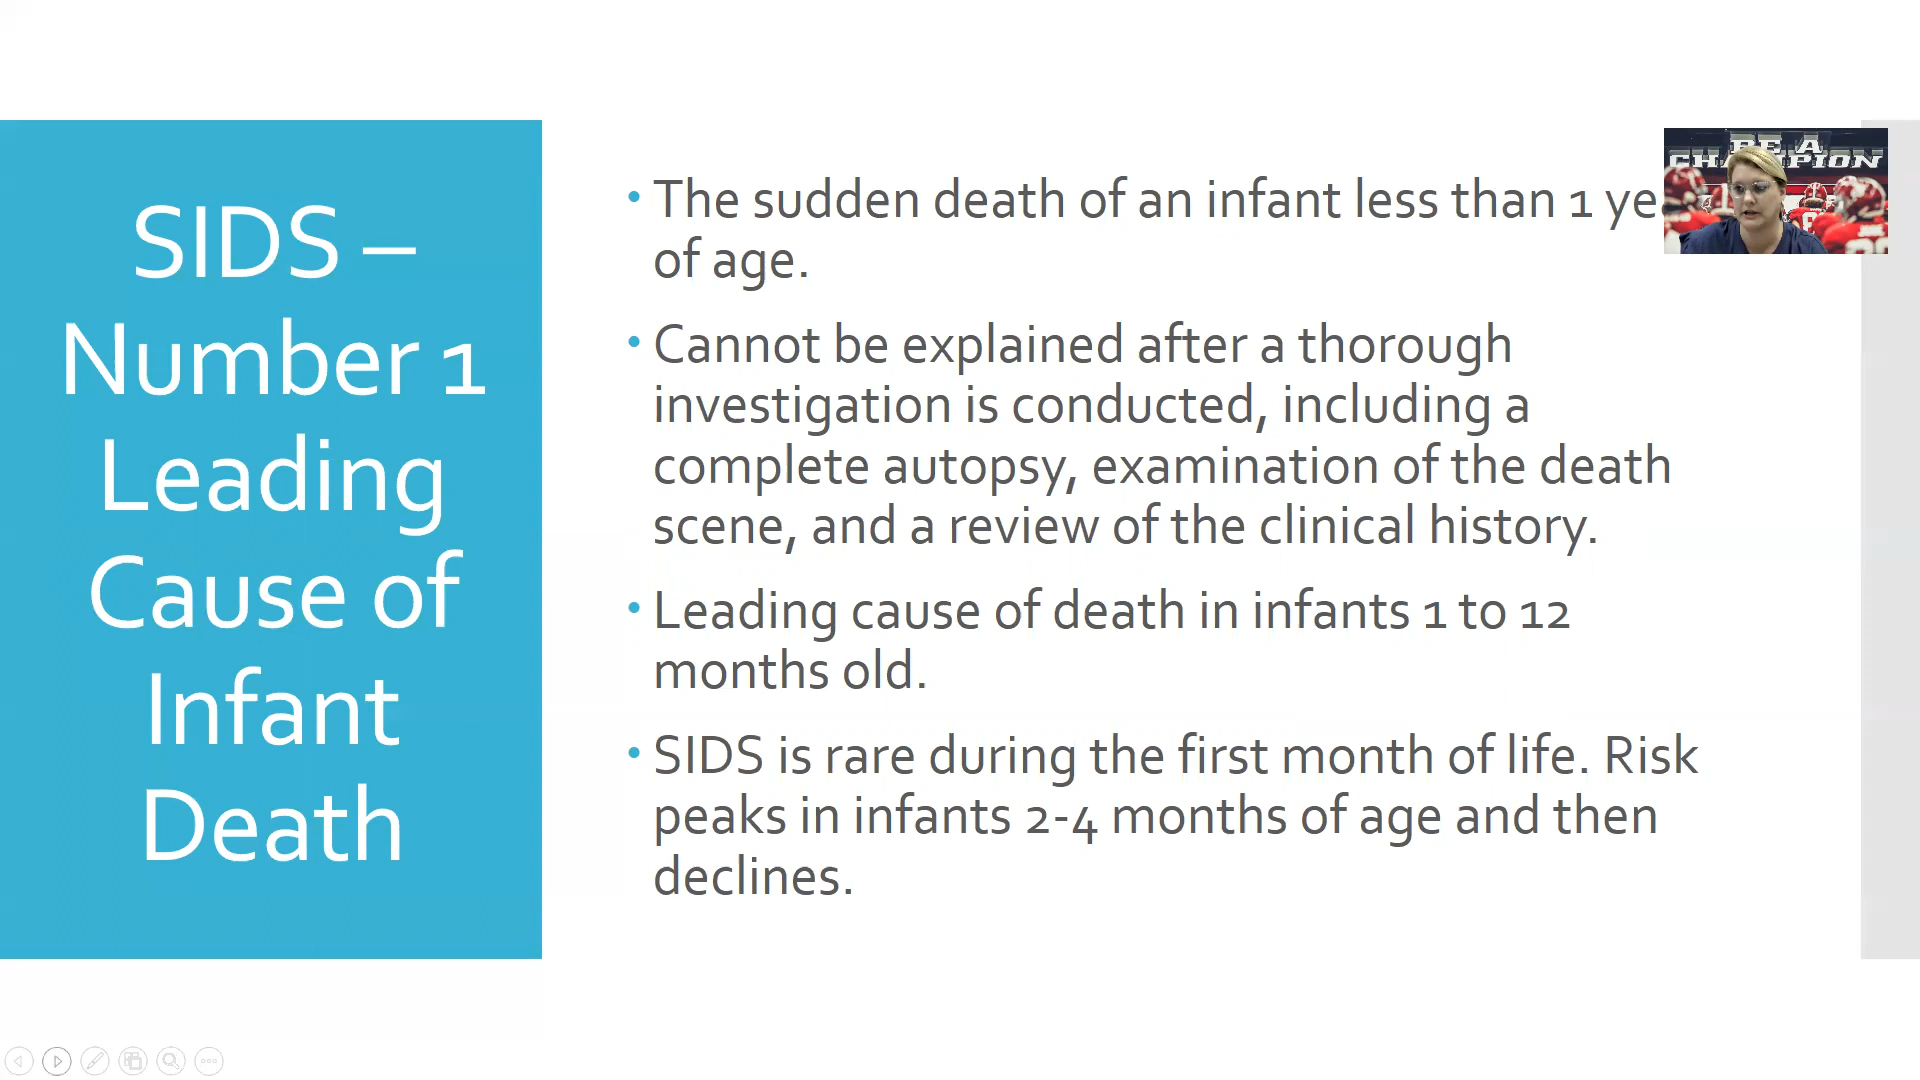 SIDS –
Number 1
Leading
Cause of
Infant
Death
• The sudden death of an infant less than 1 ye
of age.
• Cannot be explained after a thorough
investigation is conducted, including a
complete autopsy, examination of the death
scene, and a review of the clinical history.
• Leading cause of death in infants 1 to 12
months old.
• SIDS is rare during the first month of life. Risk
peaks in infants 2-4 months of age and then
declines.
BE A
CHAMPION